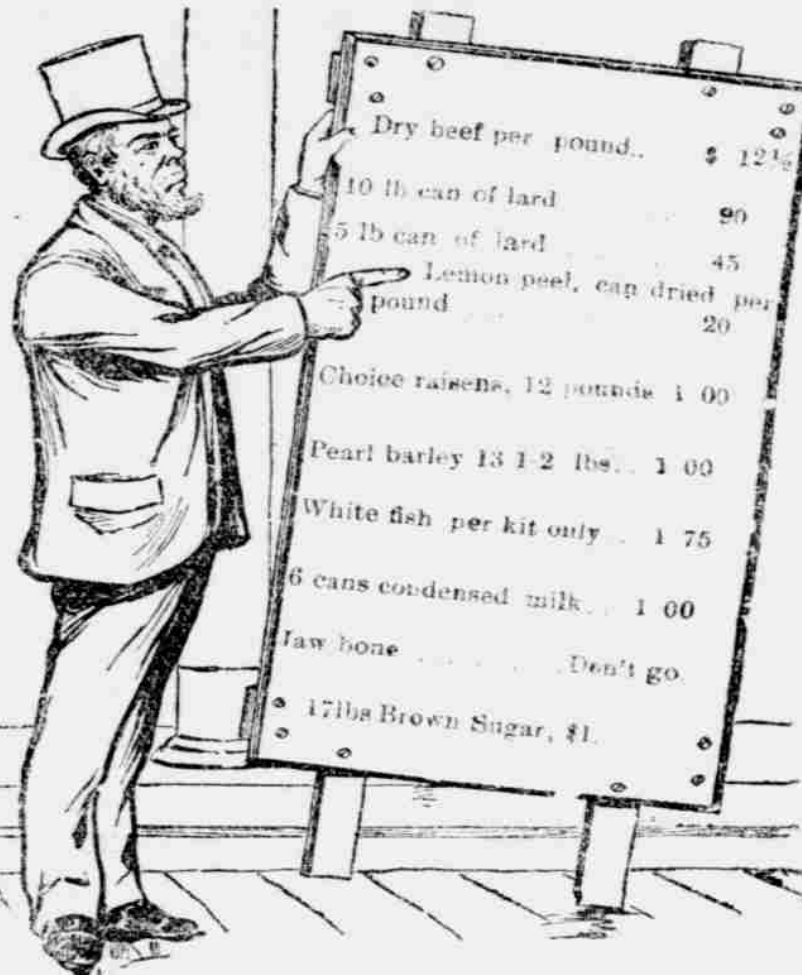 Dry beef per pound.. $ 12½
10 lb can of lard 90
5 lb can of lard 45
Lemon peel, can dried per
pound 20
Choice raisens, 12 pounds 1 00
Pearl barley 13 1-2 lbs.. 1 00
White fish per kit only .. 1 75
6 cans condensed milk... 1 00
Jaw bone ........ Don't go.
17lbs Brown Sugar, $1.